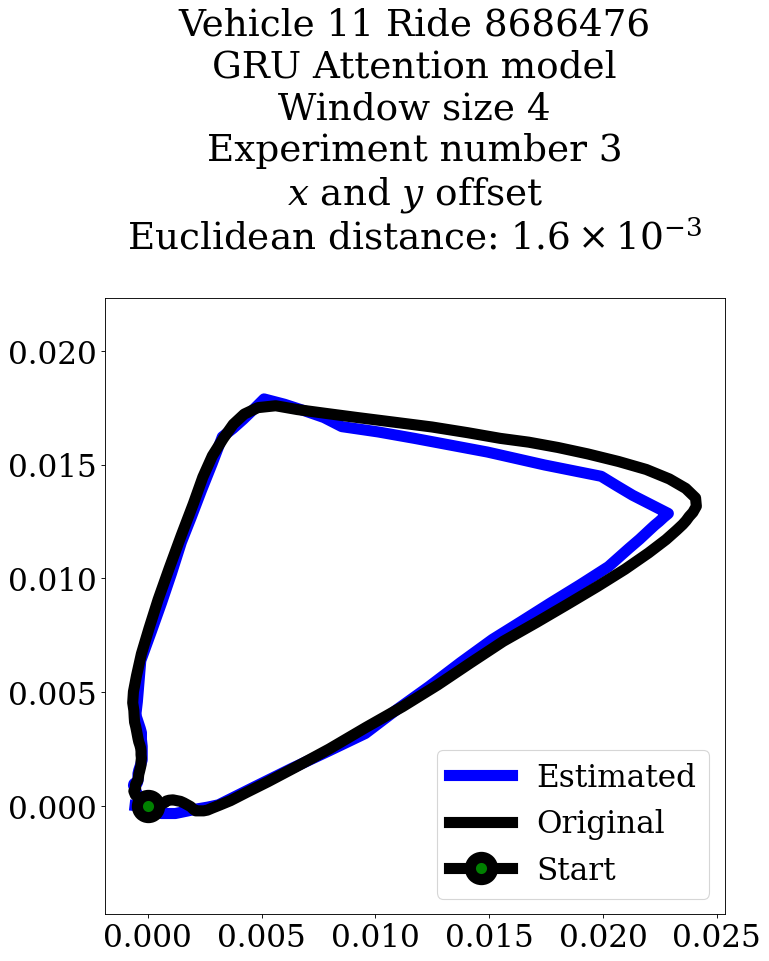 Vehicle 11 Ride 8686476
GRU Attention model
Window size 4
Experiment number 3
x and y offset
Euclidean distance: 1.6 × 10⁻³
0.020
0.015
0.010
0.005
0.000
Estimated
Original
Start
0.000 0.005 0.010 0.015 0.020 0.025